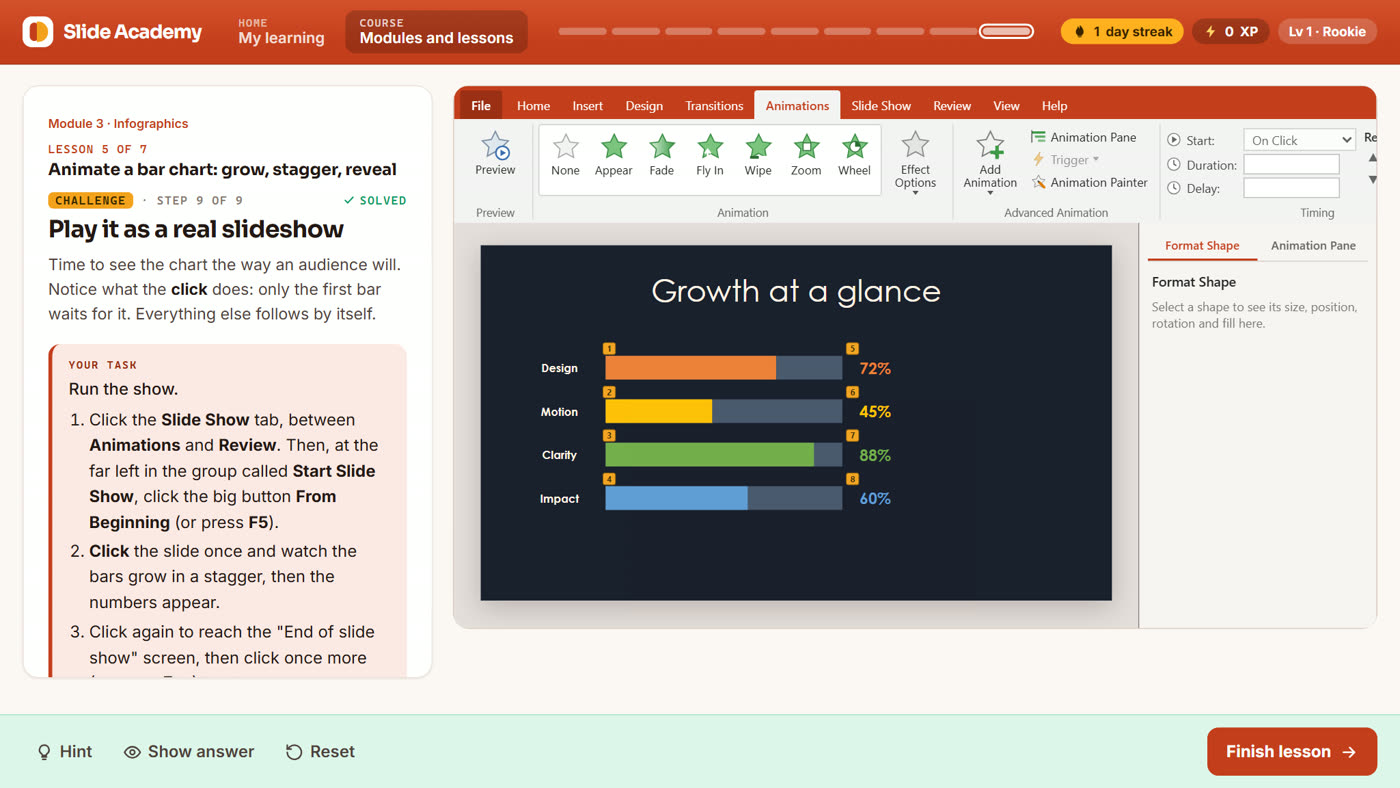 Slide Academy
HOME
My learning
COURSE
Modules and lessons
1 day streak
0 XP
Lv 1 · Rookie
Module 3 · Infographics
LESSON 5 OF 7
Animate a bar chart: grow, stagger, reveal
CHALLENGE · STEP 9 OF 9
SOLVED
Play it as a real slideshow
Time to see the chart the way an audience will.
Notice what the click does: only the first bar
waits for it. Everything else follows by itself.
YOUR TASK
Run the show.
1. Click the Slide Show tab, between
Animations and Review. Then, at the
far left in the group called Start Slide
Show, click the big button From
Beginning (or press F5).
2. Click the slide once and watch the
bars grow in a stagger, then the
numbers appear.
3. Click again to reach the "End of slide
show" screen, then click once more
File Home Insert Design Transitions Animations Slide Show Review View Help
Preview
Preview
None Appear Fade Fly In Wipe Zoom Wheel
Animation
Effect
Options
Add
Animation
Animation Pane
Trigger
Animation Painter
Advanced Animation
Start: On Click
Duration:
Delay:
Re
Timing
Growth at a glance
1 5
Design 72%
2 6
Motion 45%
3 7
Clarity 88%
4 8
Impact 60%
Format Shape Animation Pane
Format Shape
Select a shape to see its size, position,
rotation and fill here.
Hint
Show answer
Reset
Finish lesson